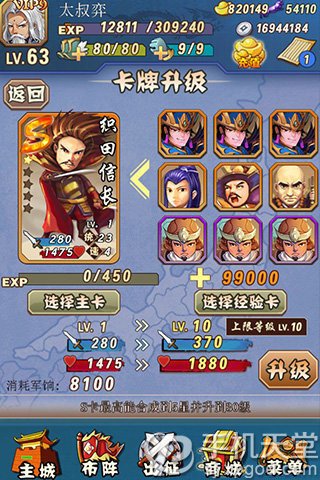 VIP9 太叔弈 820149 54110
EXP 12811 /309240 16944184
LV.63 80/80 9/9 充值 1
返回 卡牌升级
S 织田信长
LV. 1
统 23
280
1475 速 4
EXP 0/450 + 99000
选择主卡 选择经验卡
LV. 1 >> LV. 10 上限等级 LV.10
280 >> 370
1475 >> 1880 升级
消耗军饷: 8100
S卡最高能合成到5星并升到30级
主城 布阵 出征 商城 菜单
手机天堂